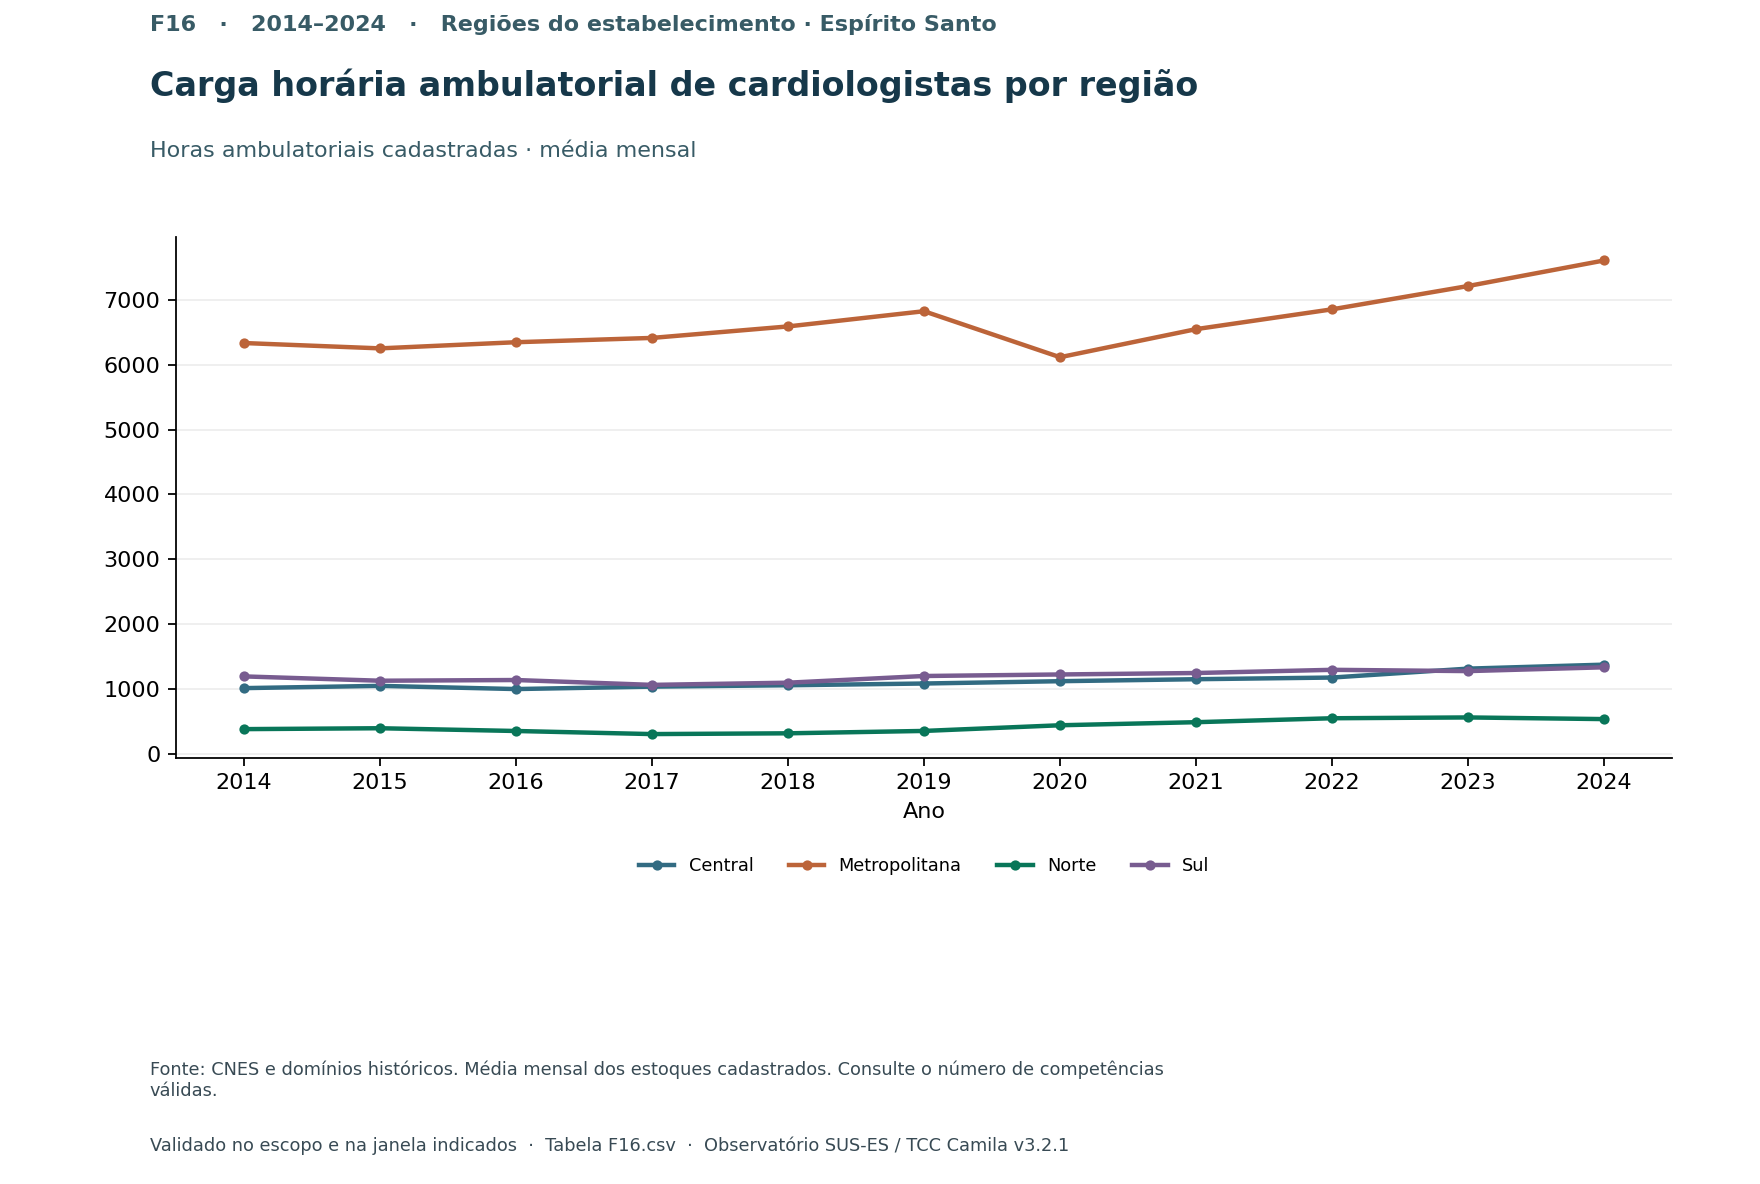 F16 · 2014–2024 · Regiões do estabelecimento · Espírito Santo
Carga horária ambulatorial de cardiologistas por região
Horas ambulatoriais cadastradas · média mensal
7000
6000
5000
4000
3000
2000
1000
0
2014 2015 2016 2017 2018 2019 2020 2021 2022 2023 2024
Ano
Central Metropolitana Norte Sul
Fonte: CNES e domínios históricos. Média mensal dos estoques cadastrados. Consulte o número de competências
válidas.
Validado no escopo e na janela indicados · Tabela F16.csv · Observatório SUS-ES / TCC Camila v3.2.1